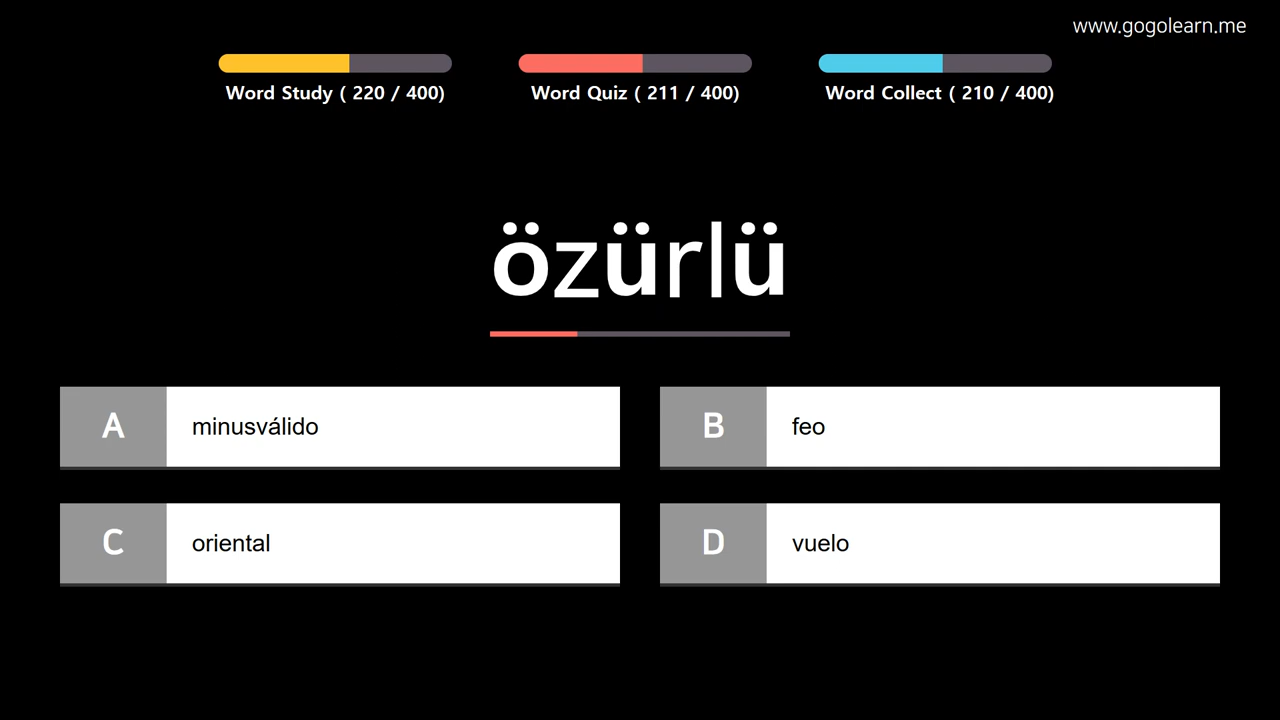 www.gogolearn.me
Word Study ( 220 / 400)
Word Quiz ( 211 / 400)
Word Collect ( 210 / 400)
özürlü
A minusválido
B feo
C oriental
D vuelo